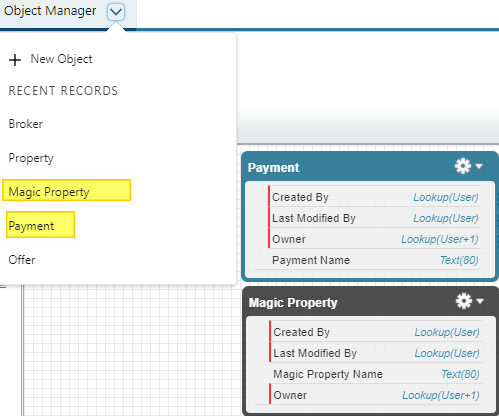 Object Manager
New Object
RECENT RECORDS
Broker
Property
Magic Property
Payment
Offer
Payment
Created By Lookup(User)
Last Modified By Lookup(User)
Owner Lookup(User+1)
Payment Name Text(80)
Magic Property
Created By Lookup(User)
Last Modified By Lookup(User)
Magic Property Name Text(80)
Owner Lookup(User+1)